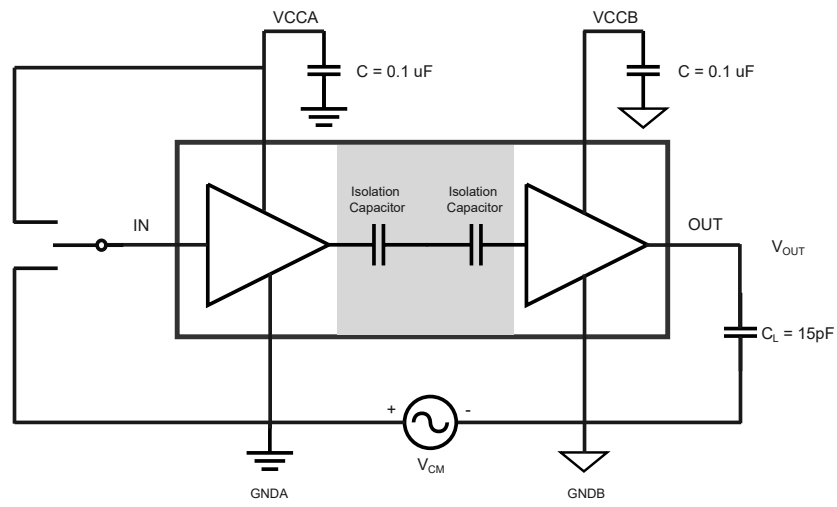 VCCA
VCCB
C = 0.1 uF
C = 0.1 uF
Isolation
Capacitor
Isolation
Capacitor
IN
OUT
VOUT
CL = 15pF
+
-
VCM
GNDA
GNDB